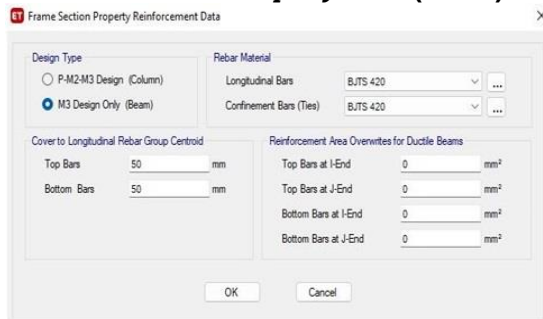 ET Frame Section Property Reinforcement Data
Design Type
P-M2-M3 Design (Column)
M3 Design Only (Beam)
Rebar Material
Longitudinal Bars BJTS 420 ...
Confinement Bars (Ties) BJTS 420 ...
Cover to Longitudinal Rebar Group Centroid
Top Bars 50 mm
Bottom Bars 50 mm
Reinforcement Area Overwrites for Ductile Beams
Top Bars at I-End 0 mm²
Top Bars at J-End 0 mm²
Bottom Bars at I-End 0 mm²
Bottom Bars at J-End 0 mm²
OK Cancel